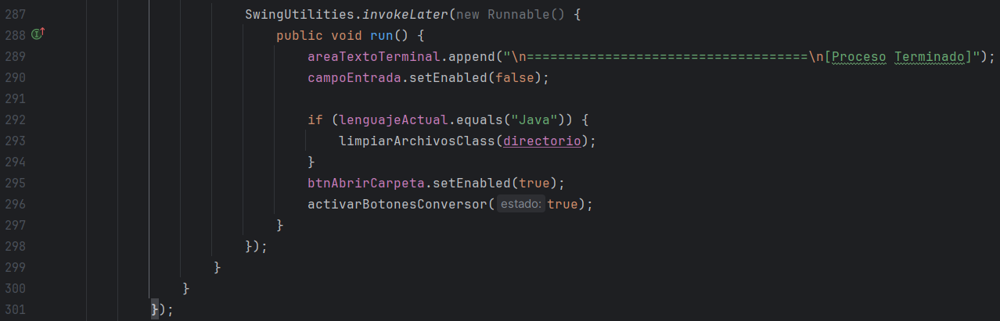 287 SwingUtilities.invokeLater(new Runnable() {
288 public void run() {
289 areaTextoTerminal.append("\n====================================\n[Proceso Terminado]");
290 campoEntrada.setEnabled(false);
291
292 if (lenguajeActual.equals("Java")) {
293 limpiarArchivosClass(directorio);
294 }
295 btnAbrirCarpeta.setEnabled(true);
296 activarBotonesConversor( estado: true);
297 }
298 });
299 }
300 }
301 });